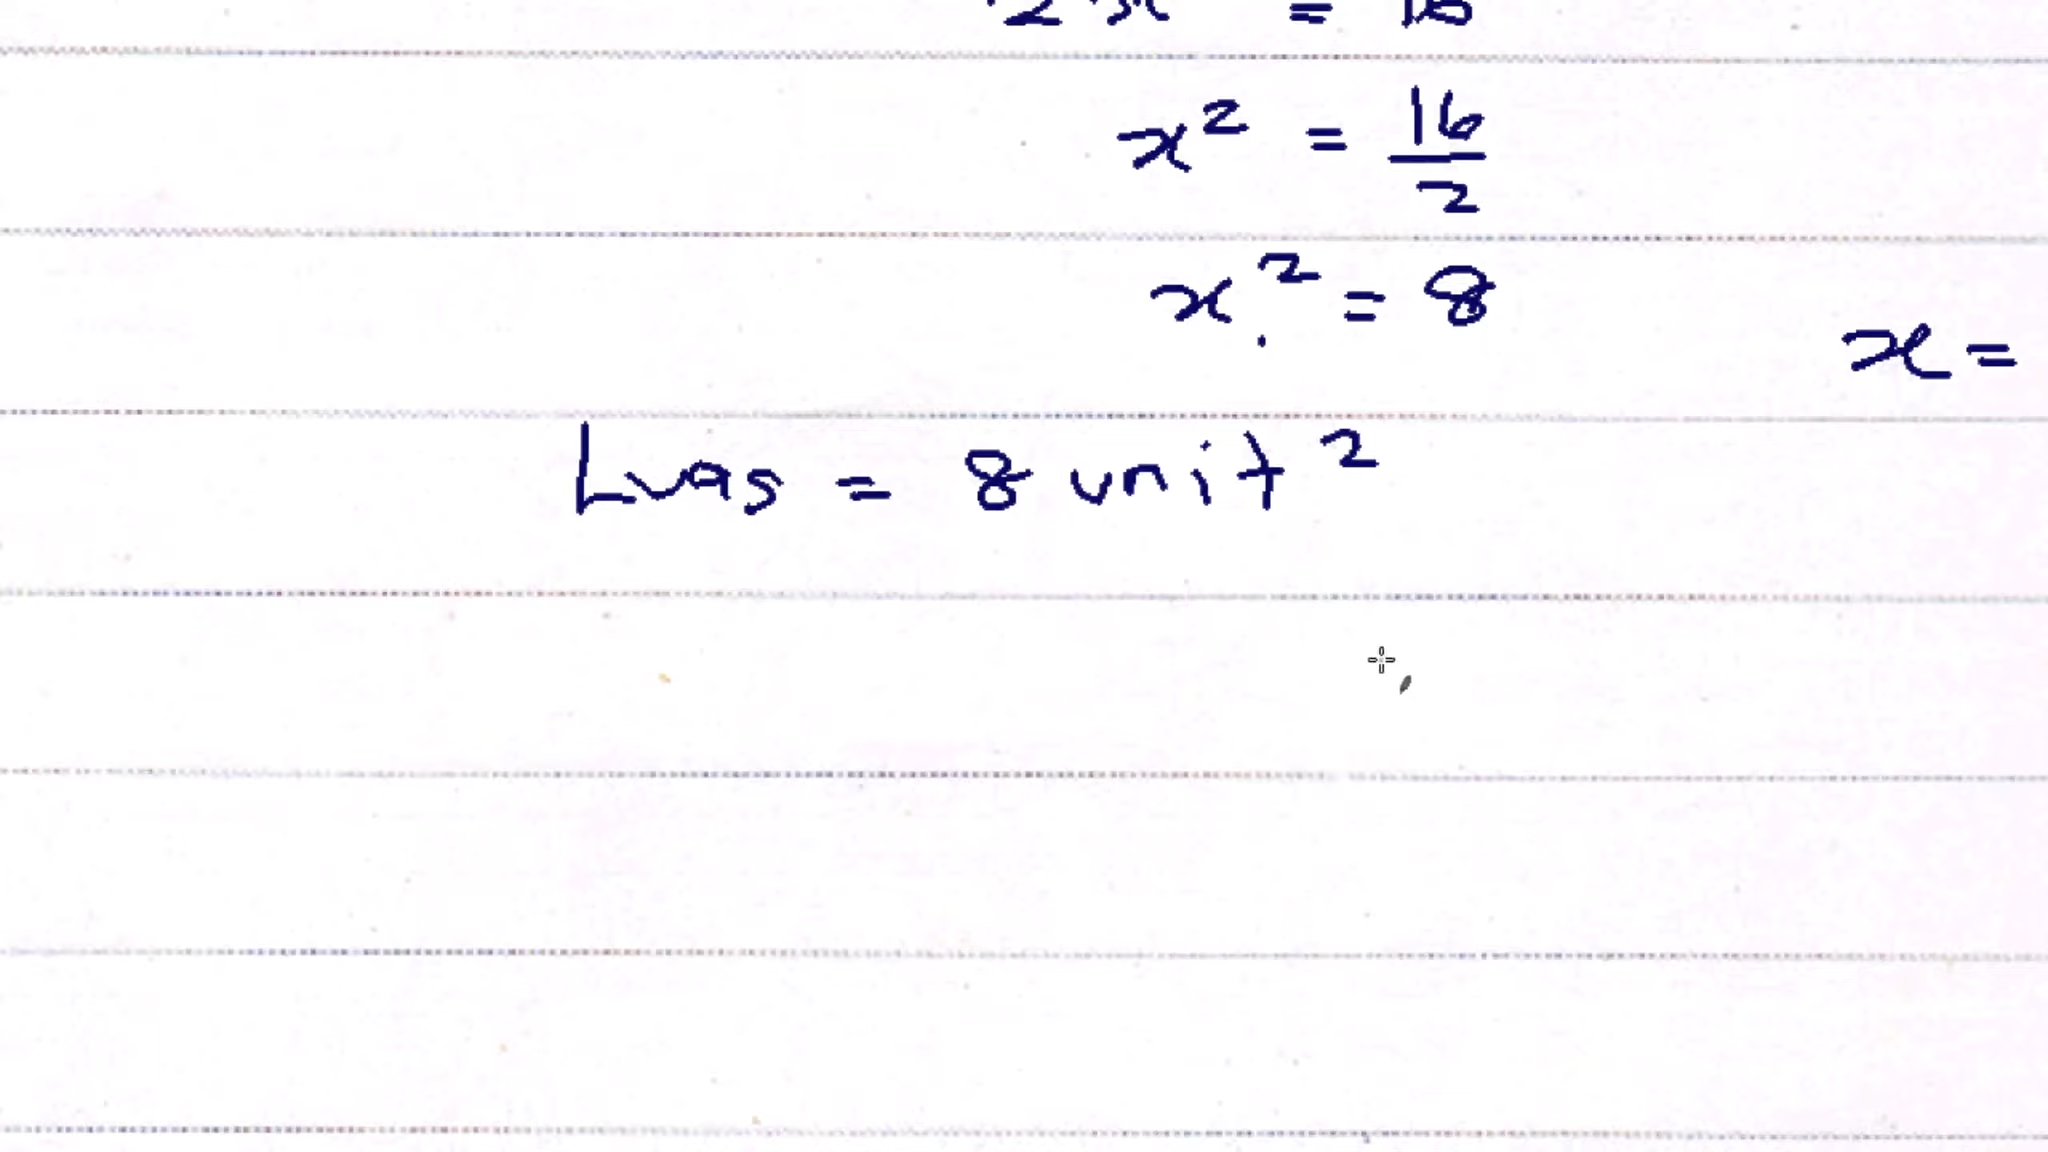 x² = 16/2
x² = 8
x =
Luas = 8 unit²